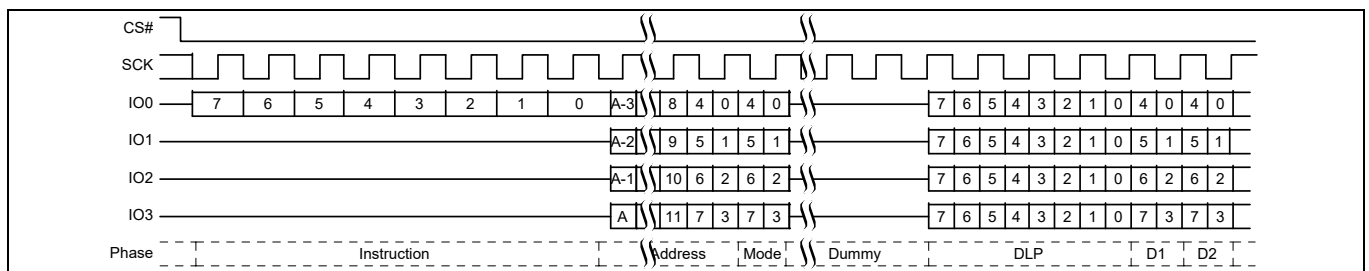 CS#
SCK
IO0 7 6 5 4 3 2 1 0 A-3 8 4 0 4 0 7 6 5 4 3 2 1 0 4 0 4 0
IO1 A-2 9 5 1 5 1 7 6 5 4 3 2 1 0 5 1 5 1
IO2 A-1 10 6 2 6 2 7 6 5 4 3 2 1 0 6 2 6 2
IO3 A 11 7 3 7 3 7 6 5 4 3 2 1 0 7 3 7 3
Phase Instruction Address Mode Dummy DLP D1 D2